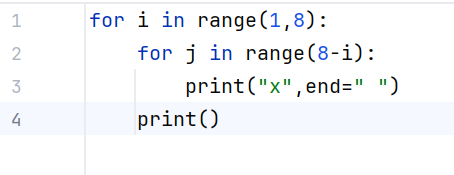 1 for i in range(1,8):
2     for j in range(8-i):
3         print("x",end=" ")
4     print()